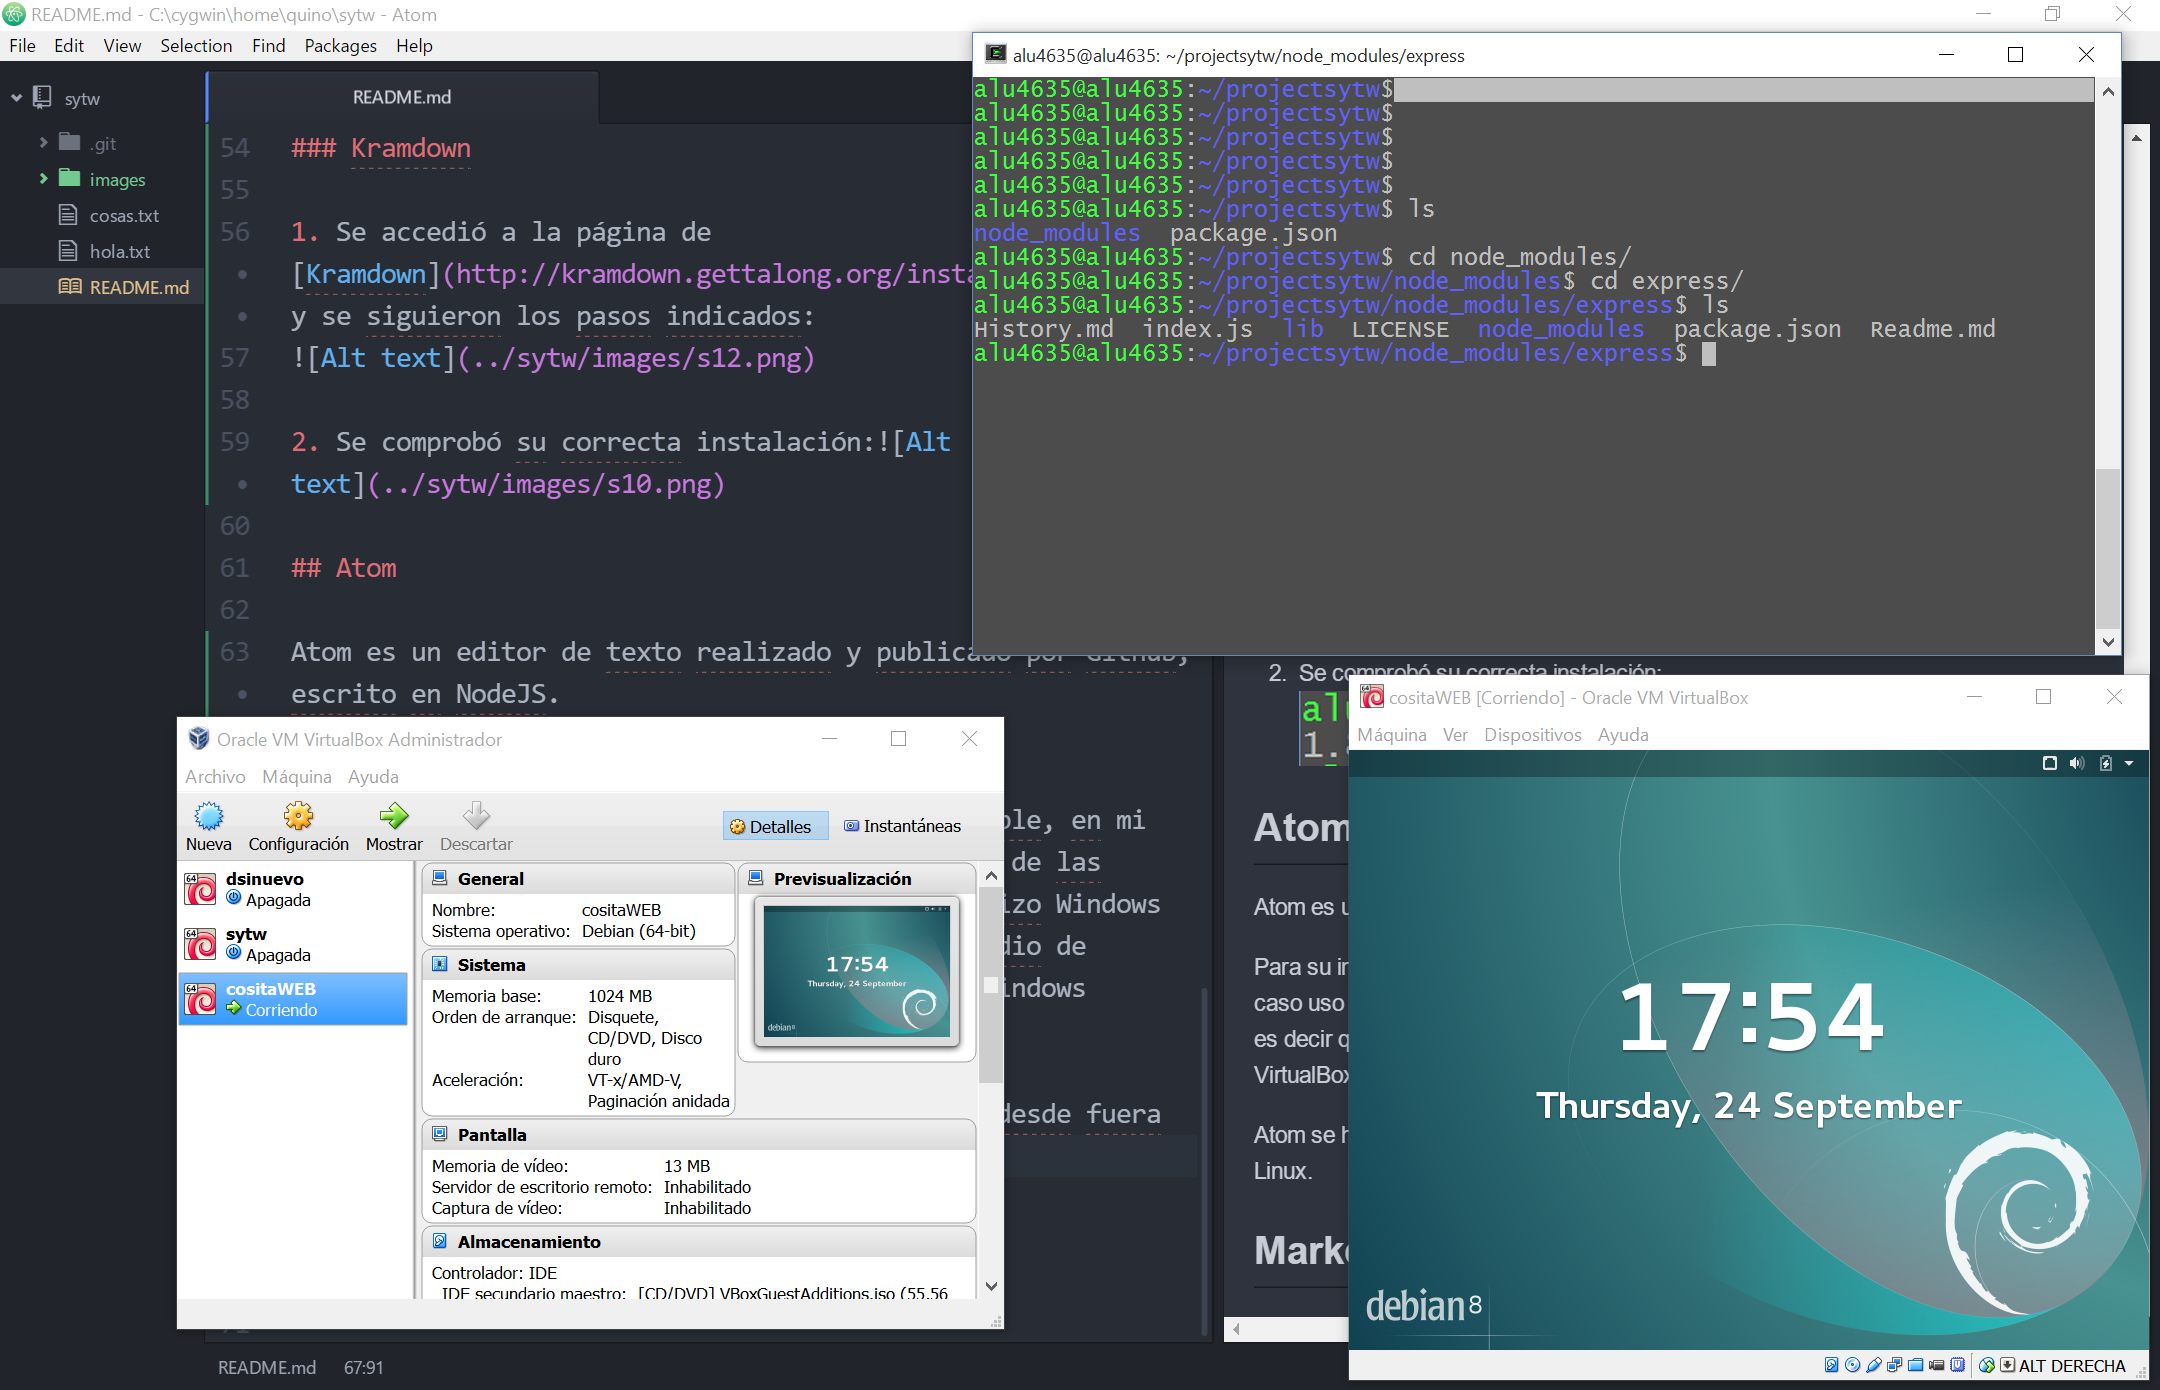 README.md - C:\cygwin\home\quino\sytw - Atom
File Edit View Selection Find Packages Help
sytw
.git
images
cosas.txt
hola.txt
README.md
README.md
54 ### Kramdown
55
56 1. Se accedió a la página de
[Kramdown](http://kramdown.gettalong.org/insta
y se siguieron los pasos indicados:
57 ![Alt text](../sytw/images/s12.png)
58
59 2. Se comprobó su correcta instalación:![Alt
text](../sytw/images/s10.png)
60
61 ## Atom
62
63 Atom es un editor de texto realizado y publicado por Github,
escrito en NodeJS.
ble, en mi
de las
izo Windows
dio de
indows
desde fuera
71
README.md 67:91
alu4635@alu4635: ~/projectsytw/node_modules/express
alu4635@alu4635:~/projectsytw$
alu4635@alu4635:~/projectsytw$
alu4635@alu4635:~/projectsytw$
alu4635@alu4635:~/projectsytw$
alu4635@alu4635:~/projectsytw$
alu4635@alu4635:~/projectsytw$ ls
node_modules package.json
alu4635@alu4635:~/projectsytw$ cd node_modules/
alu4635@alu4635:~/projectsytw/node_modules$ cd express/
alu4635@alu4635:~/projectsytw/node_modules/express$ ls
History.md index.js lib LICENSE node_modules package.json Readme.md
alu4635@alu4635:~/projectsytw/node_modules/express$
2. Se comprobó su correcta instalación:
alu
1.
Atom
Atom es u
Para su in
caso uso
es decir q
VirtualBox
Atom se h
Linux.
Mark
Oracle VM VirtualBox Administrador
Archivo Máquina Ayuda
Nueva Configuración Mostrar Descartar
Detalles Instantáneas
64 dsinuevo
Apagada
64 sytw
Apagada
64 cositaWEB
Corriendo
General
Nombre: cositaWEB
Sistema operativo: Debian (64-bit)
Sistema
Memoria base: 1024 MB
Orden de arranque: Disquete,
CD/DVD, Disco
duro
Aceleración: VT-x/AMD-V,
Paginación anidada
Previsualización
17:54
Thursday, 24 September
debian8
Pantalla
Memoria de vídeo: 13 MB
Servidor de escritorio remoto: Inhabilitado
Captura de vídeo: Inhabilitado
Almacenamiento
Controlador: IDE
IDE secundario maestro: [CD/DVD] VBoxGuestAdditions.iso (55,56
64 cositaWEB [Corriendo] - Oracle VM VirtualBox
Máquina Ver Dispositivos Ayuda
17:54
Thursday, 24 September
debian 8
ALT DERECHA